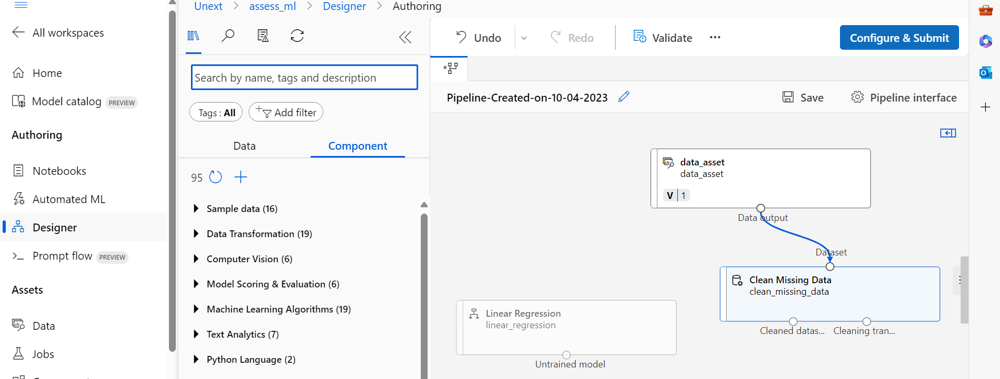 Unext > assess_ml > Designer > Authoring
All workspaces
Home
Model catalog PREVIEW
Authoring
Notebooks
Automated ML
Designer
Prompt flow PREVIEW
Assets
Data
Jobs
Search by name, tags and description
Tags : All
Add filter
Data
Component
95
Sample data (16)
Data Transformation (19)
Computer Vision (6)
Model Scoring & Evaluation (6)
Machine Learning Algorithms (19)
Text Analytics (7)
Python Language (2)
Undo
Redo
Validate
Configure & Submit
Pipeline-Created-on-10-04-2023
Save
Pipeline interface
data_asset
data_asset
V 1
Data output
Dataset
Clean Missing Data
clean_missing_data
Cleaned datas...
Cleaning tran...
Linear Regression
linear_regression
Untrained model